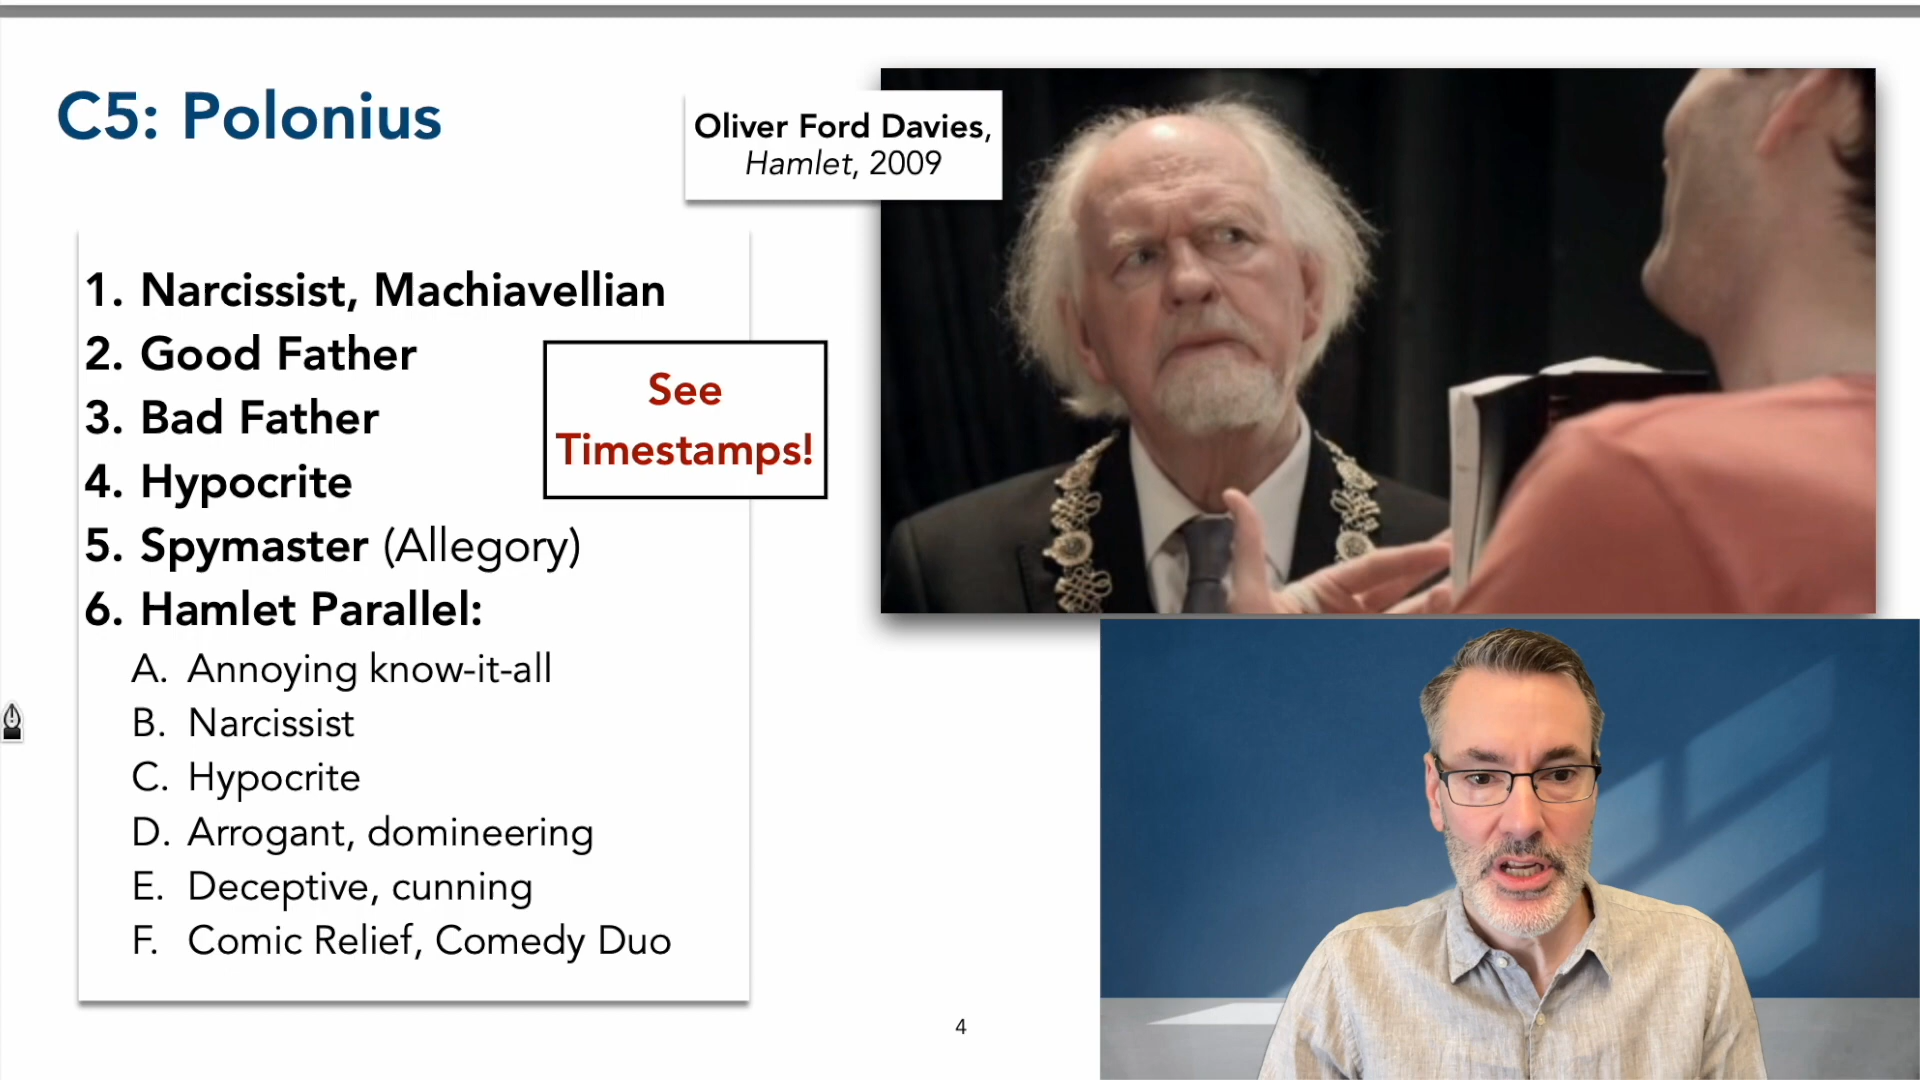 C5: Polonius
Oliver Ford Davies,
Hamlet, 2009
1. Narcissist, Machiavellian
2. Good Father
3. Bad Father
4. Hypocrite
5. Spymaster (Allegory)
6. Hamlet Parallel:
A. Annoying know-it-all
B. Narcissist
C. Hypocrite
D. Arrogant, domineering
E. Deceptive, cunning
F. Comic Relief, Comedy Duo
See
Timestamps!
4